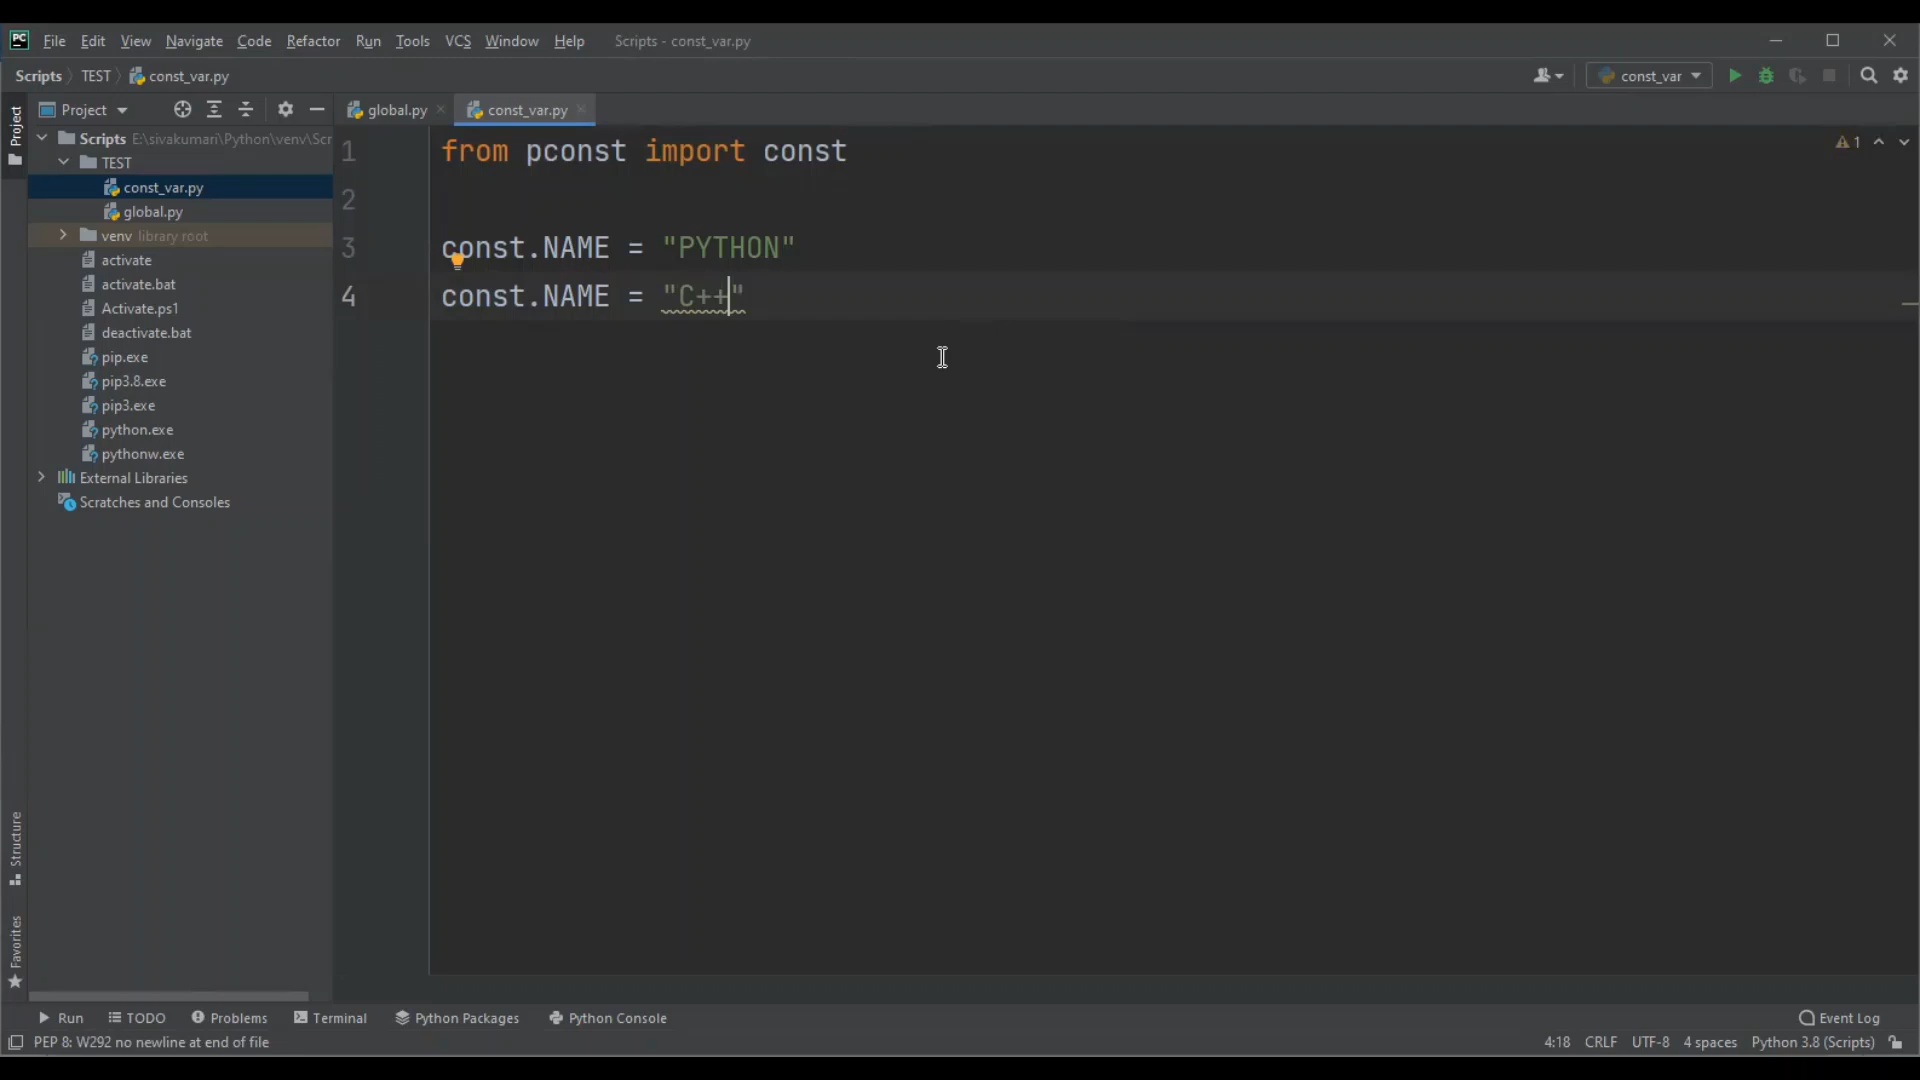 PC File Edit View Navigate Code Refactor Run Tools VCS Window Help Scripts - const_var.py
Scripts TEST const_var.py const_var
Project global.py const_var.py
Project
Scripts E:\sivakumari\Python\venv\Scr
TEST
const_var.py
global.py
venv library root
activate
activate.bat
Activate.ps1
deactivate.bat
pip.exe
pip3.8.exe
pip3.exe
python.exe
pythonw.exe
External Libraries
Scratches and Consoles
1 from pconst import const
2
3 const.NAME = "PYTHON"
4 const.NAME = "C++"
1
Structure
Favorites
Run TODO Problems Terminal Python Packages Python Console Event Log
PEP 8: W292 no newline at end of file 4:18 CRLF UTF-8 4 spaces Python 3.8 (Scripts)